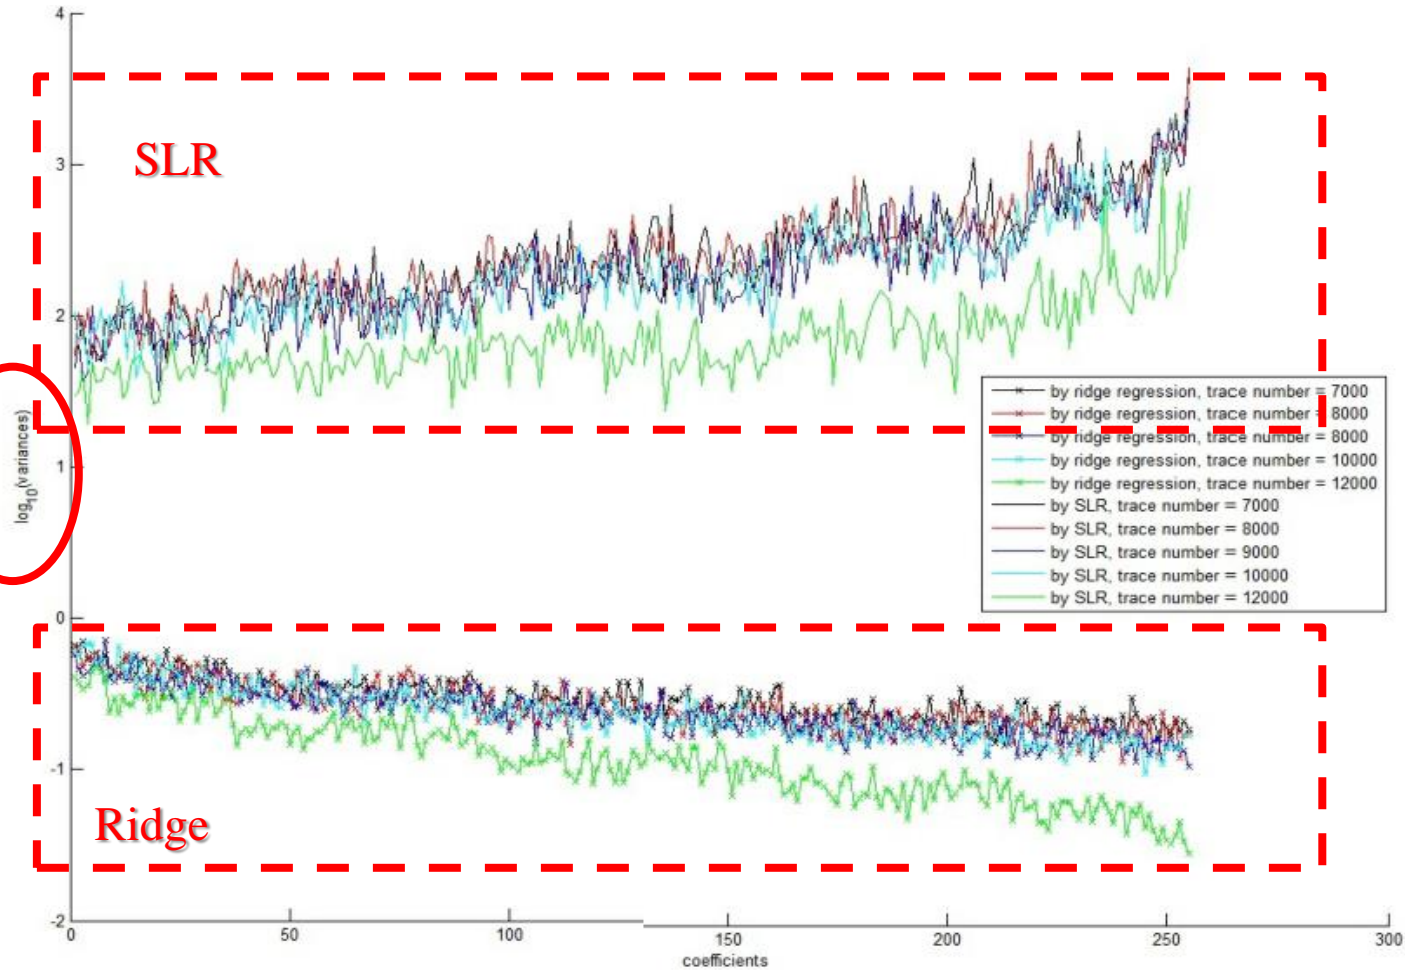 4
SLR
3
2
log10(variances)
1
by ridge regression, trace number = 7000
by ridge regression, trace number = 8000
by ridge regression, trace number = 8000
by ridge regression, trace number = 10000
by ridge regression, trace number = 12000
by SLR, trace number = 7000
by SLR, trace number = 8000
by SLR, trace number = 9000
by SLR, trace number = 10000
by SLR, trace number = 12000
0
-1
Ridge
-2
0 50 100 150 200 250 300
coefficients